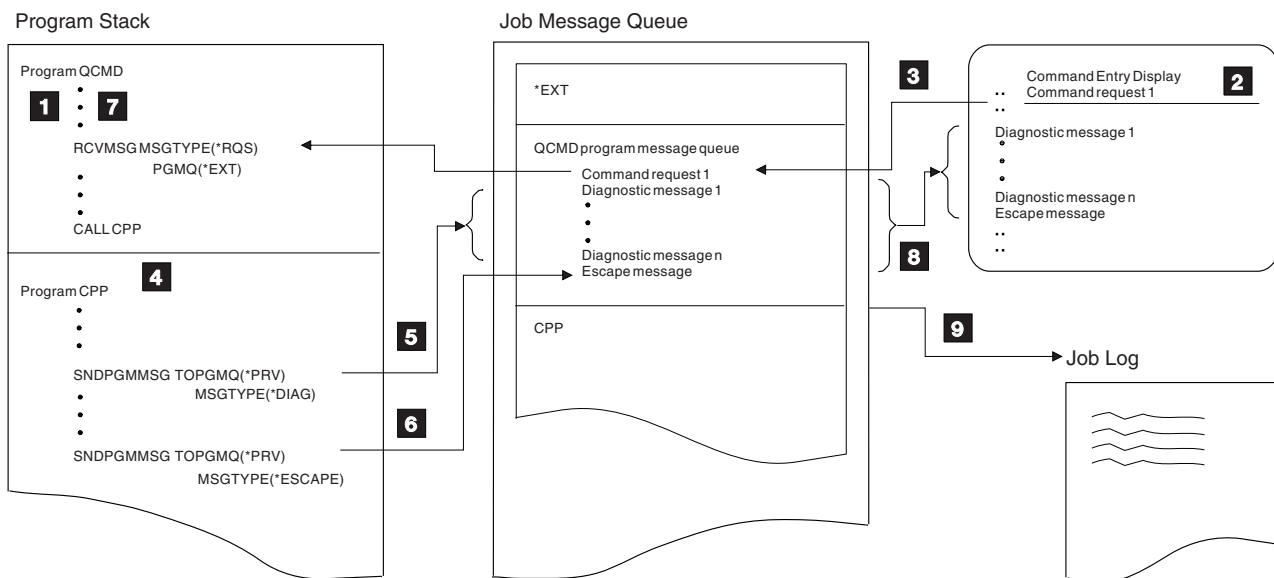 Program Stack
Program QCMD
1
7
RCVMSG MSGTYPE(*RQS)
PGMQ(*EXT)
CALL CPP
4
Program CPP
5
SNDPGMMSG TOPGMQ(*PRV)
MSGTYPE(*DIAG)
6
SNDPGMMSG TOPGMQ(*PRV)
MSGTYPE(*ESCAPE)
Job Message Queue
*EXT
QCMD program message queue
Command request 1
Diagnostic message 1
Diagnostic message n
Escape message
CPP
3
Command Entry Display
Command request 1
2
Diagnostic message 1
Diagnostic message n
Escape message
8
9
Job Log